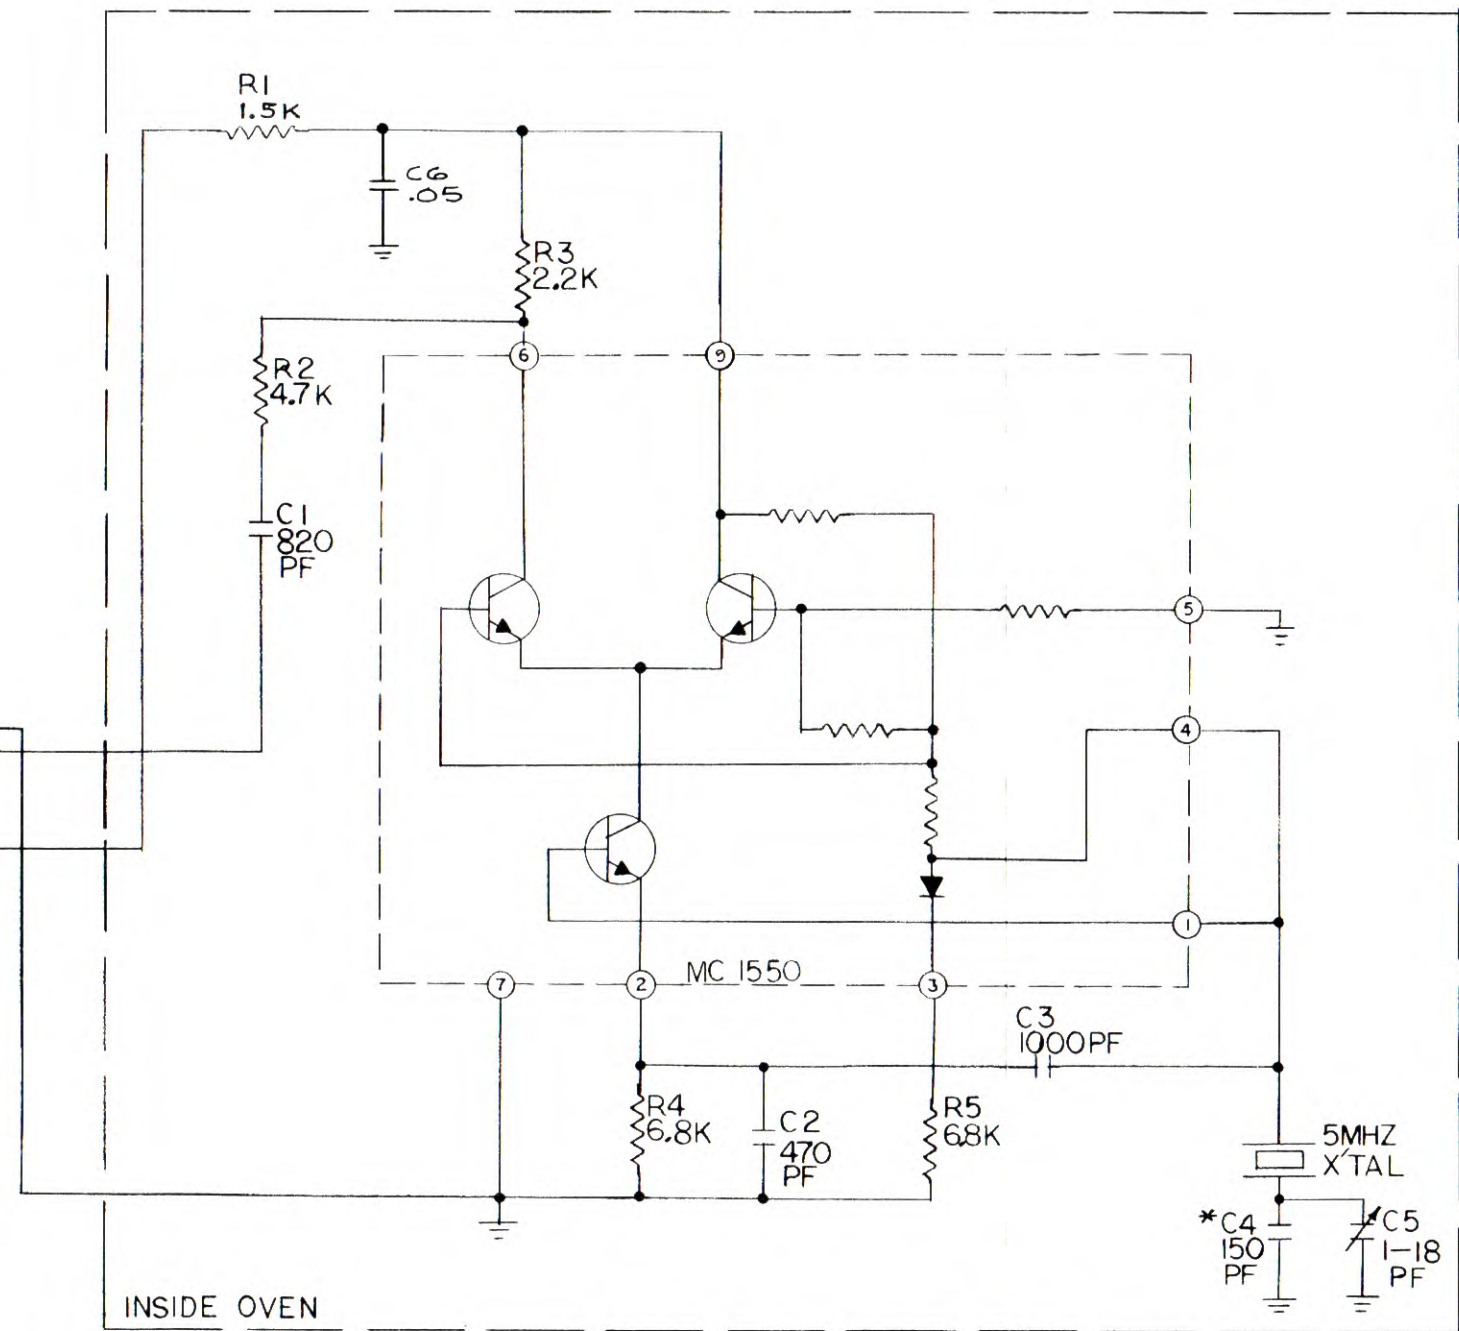 R1
1.5K
C6
.05
R3
2.2K
6
9
R2
4.7K
C1
820
PF
5
4
1
MC 1550
7
2
3
C3
1000PF
R4
6.8K
C2
470
PF
R5
6.8K
5MHZ
X'TAL
*C4
150
PF
C5
1-18
PF
INSIDE OVEN